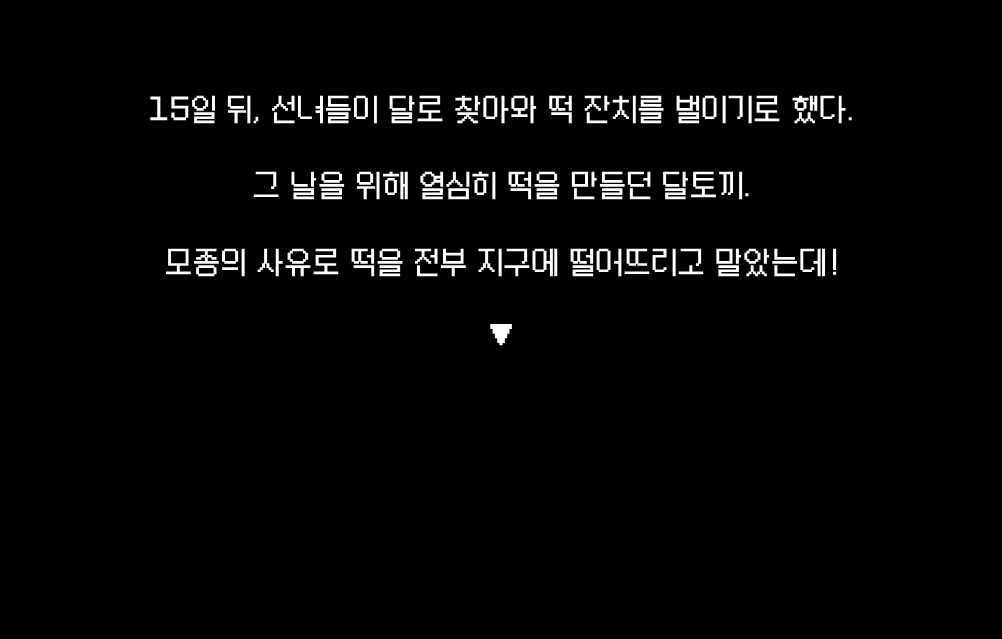 15일 뒤, 선녀들이 달로 찾아와 떡 잔치를 벌이기로 했다.
그 날을 위해 열심히 떡을 만들던 달토끼.
모종의 사유로 떡을 전부 지구에 떨어뜨리고 말았는데!